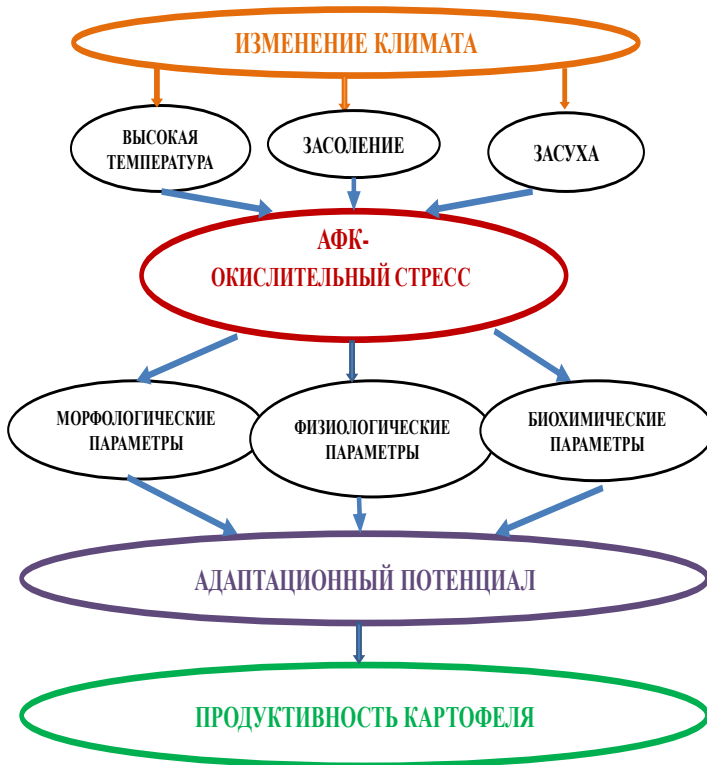 ИЗМЕНЕНИЕ КЛИМАТА
ВЫСОКАЯ
ТЕМПЕРАТУРА
ЗАСОЛЕНИЕ
ЗАСУХА
АФК-
ОКИСЛИТЕЛЬНЫЙ СТРЕСС
МОРФОЛОГИЧЕСКИЕ
ПАРАМЕТРЫ
ФИЗИОЛОГИЧЕСКИЕ
ПАРАМЕТРЫ
БИОХИМИЧЕСКИЕ
ПАРАМЕТРЫ
АДАПТАЦИОННЫЙ ПОТЕНЦИАЛ
ПРОДУКТИВНОСТЬ КАРТОФЕЛЯ